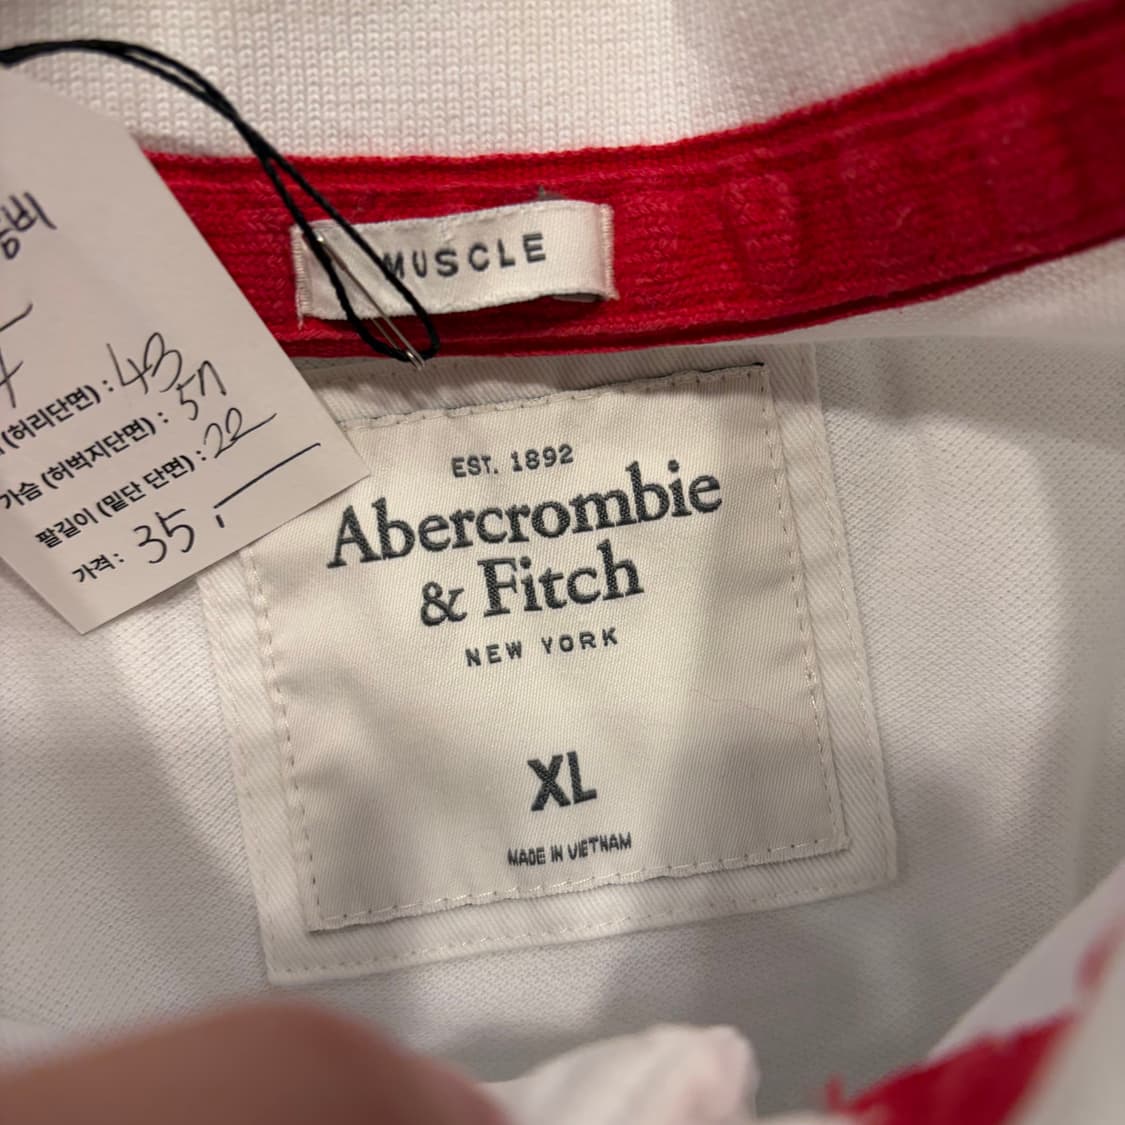 (허리단면) : 43
가슴 (허벅지단면) : 57
팔길이 (밑단 단면) : 22
가격 : 35,-
MUSCLE
EST. 1892
Abercrombie
& Fitch
NEW YORK
XL
MADE IN VIETNAM